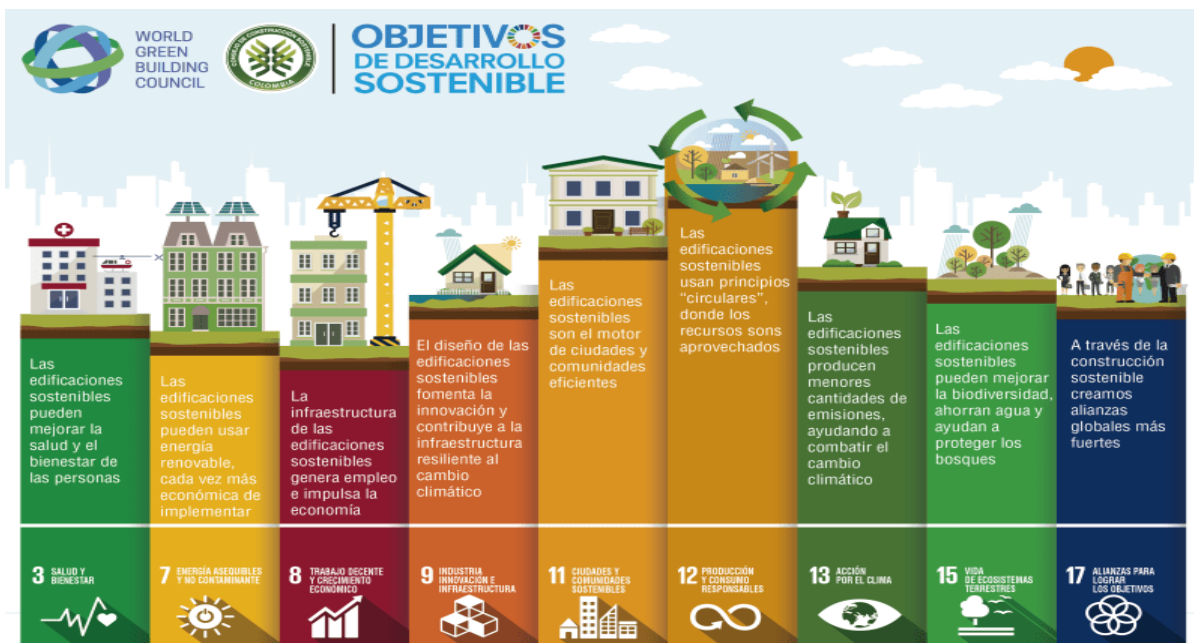 WORLD
GREEN
BUILDING
COUNCIL
CONSEJO DE CONSTRUCCIÓN SOSTENIBLE
COLOMBIA
OBJETIVOS
DE DESARROLLO
SOSTENIBLE
Las
edificaciones
sostenibles
pueden
mejorar la
salud y el
bienestar de
las personas
Las
edificaciones
sostenibles
pueden usar
energía
renovable,
cada vez más
económica de
implementar
La
infraestructura
de las
edificaciones
sostenibles
genera empleo
e impulsa la
economía
El diseño de las
edificaciones
sostenibles
fomenta la
innovación y
contribuye a la
infraestructura
resiliente al
cambio
climático
Las
edificaciones
sostenibles
son el motor
de ciudades y
comunidades
eficientes
Las
edificaciones
sostenibles
usan principios
“circulares”,
donde los
recursos sons
aprovechados
Las
edificaciones
sostenibles
producen
menores
cantidades de
emisiones,
ayudando a
combatir el
cambio
climático
Las
edificaciones
sostenibles
pueden mejorar
la biodiversidad,
ahorran agua y
ayudan a
proteger los
bosques
A través de la
construcción
sostenible
creamos
alianzas
globales más
fuertes
3 SALUD Y
BIENESTAR
7 ENERGÍA ASEQUIBLES
Y NO CONTAMINANTE
8 TRABAJO DECENTE
Y CRECIMIENTO
ECONÓMICO
9 INDUSTRIA
INNOVACIÓN E
INFRAESTRUCTURA
11 CIUDADES Y
COMUNIDADES
SOSTENIBLES
12 PRODUCCIÓN
Y CONSUMO
RESPONSABLES
13 ACCIÓN
POR EL CLIMA
15 VIDA
DE ECOSISTEMAS
TERRESTRES
17 ALIANZAS PARA
LOGRAR
LOS OBJETIVOS